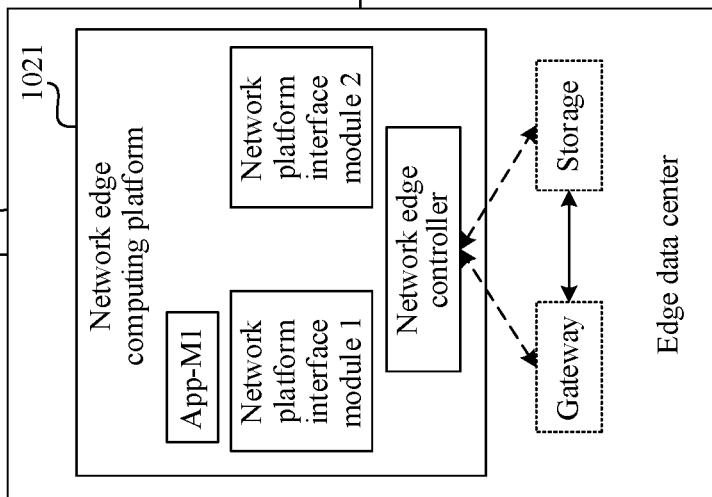 1021
Network edge
computing platform
App-M1
Network
platform
interface
module 1
Network
platform
interface
module 2
Network edge
controller
Gateway
Storage
Edge data center